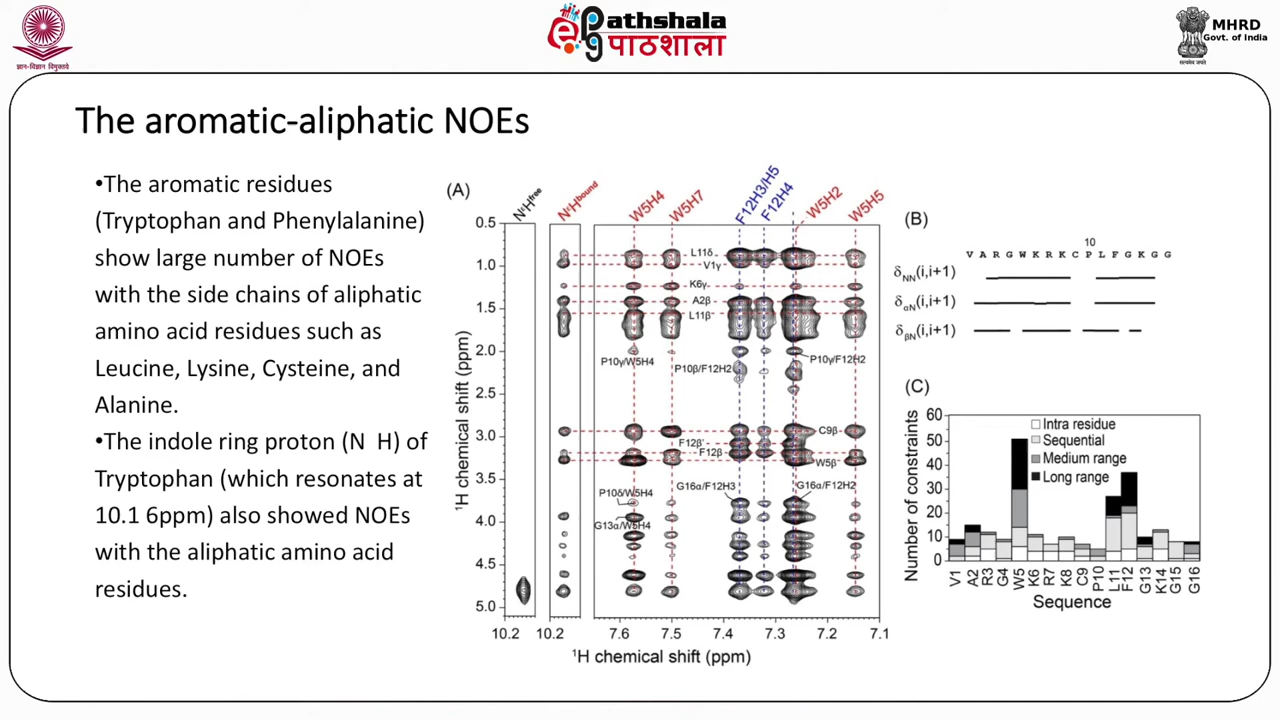 ज्ञान-विज्ञान विमुक्तये
ePathshala
पाठशाला
MHRD
Govt. of India
सत्यमेव जयते
The aromatic-aliphatic NOEs
•The aromatic residues
(Tryptophan and Phenylalanine)
show large number of NOEs
with the side chains of aliphatic
amino acid residues such as
Leucine, Lysine, Cysteine, and
Alanine.
•The indole ring proton (N H) of
Tryptophan (which resonates at
10.1 6ppm) also showed NOEs
with the aliphatic amino acid
residues.
(A)
NᵋHᶠʳᵉᵉ
NᵋHᵇᵒᵘⁿᵈ
W5H4
W5H7
F12H3/H5
F12H4
W5H2
W5H5
0.5
1.0
1.5
2.0
2.5
3.0
3.5
4.0
4.5
5.0
¹H chemical shift (ppm)
L11δ
V1γ
K6γ
A2β
L11β
P10γ/W5H4
P10β/F12H2
P10γ/F12H2
C9β
F12β'
F12β
W5β
P10δ/W5H4
G16α/F12H3
G16α/F12H2
G13α/W5H4
10.2
10.2
7.6
7.5
7.4
7.3
7.2
7.1
¹H chemical shift (ppm)
(B)
10
V A R G W K R K C P L F G K G G
δNN(i,i+1)
δαN(i,i+1)
δβN(i,i+1)
(C)
Number of constraints
60
50
40
30
20
10
0
Intra residue
Sequential
Medium range
Long range
V1 A2 R3 G4 W5 K6 R7 K8 C9 P10 L11 F12 G13 K14 G15 G16
Sequence